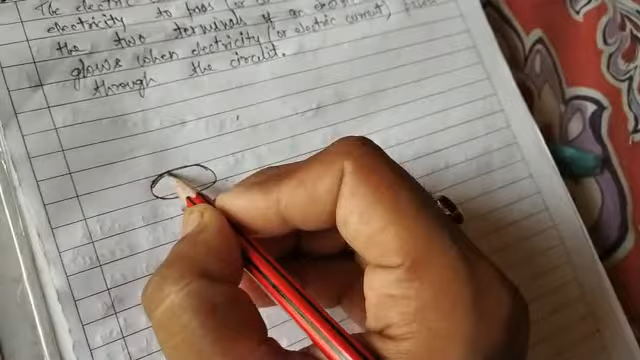 The electric
electricity to pass (or
the two terminals of an
glows when electricity (or electric current)
through the circuit.